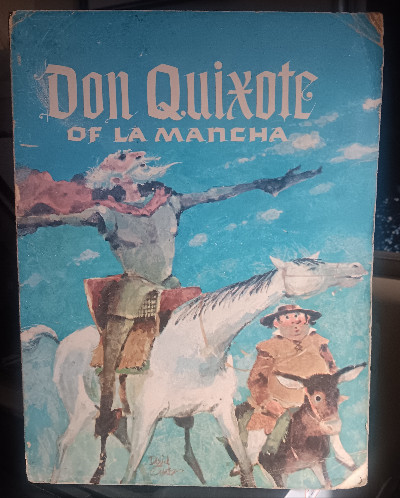 Don Quixote
OF LA MANCHA